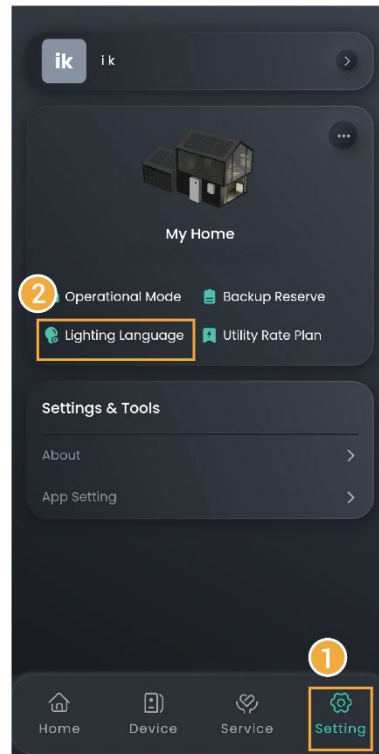 ik i k
My Home
2
Operational Mode Backup Reserve
Lighting Language Utility Rate Plan
Settings & Tools
About
App Setting
1
Home Device Service Setting